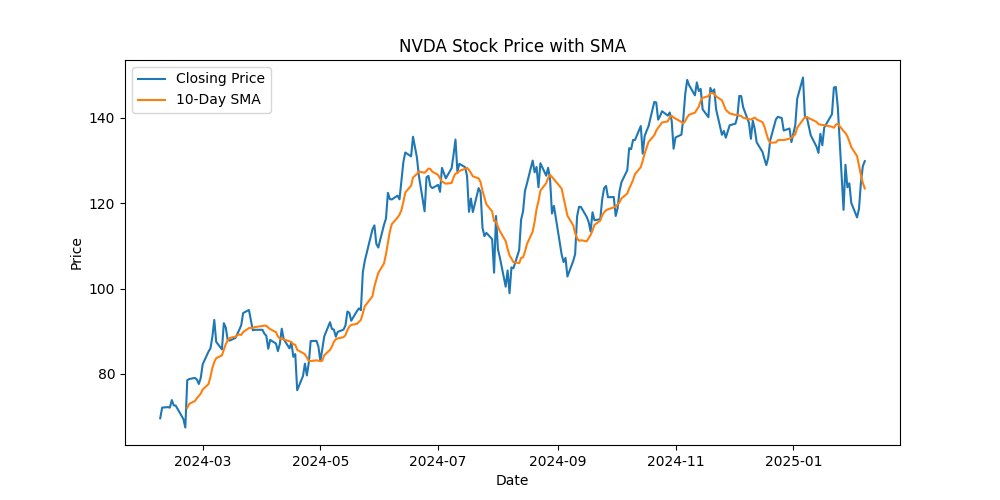 NVDA Stock Price with SMA
Closing Price
10-Day SMA
140
120
100
80
Price
2024-03 2024-05 2024-07 2024-09 2024-11 2025-01
Date